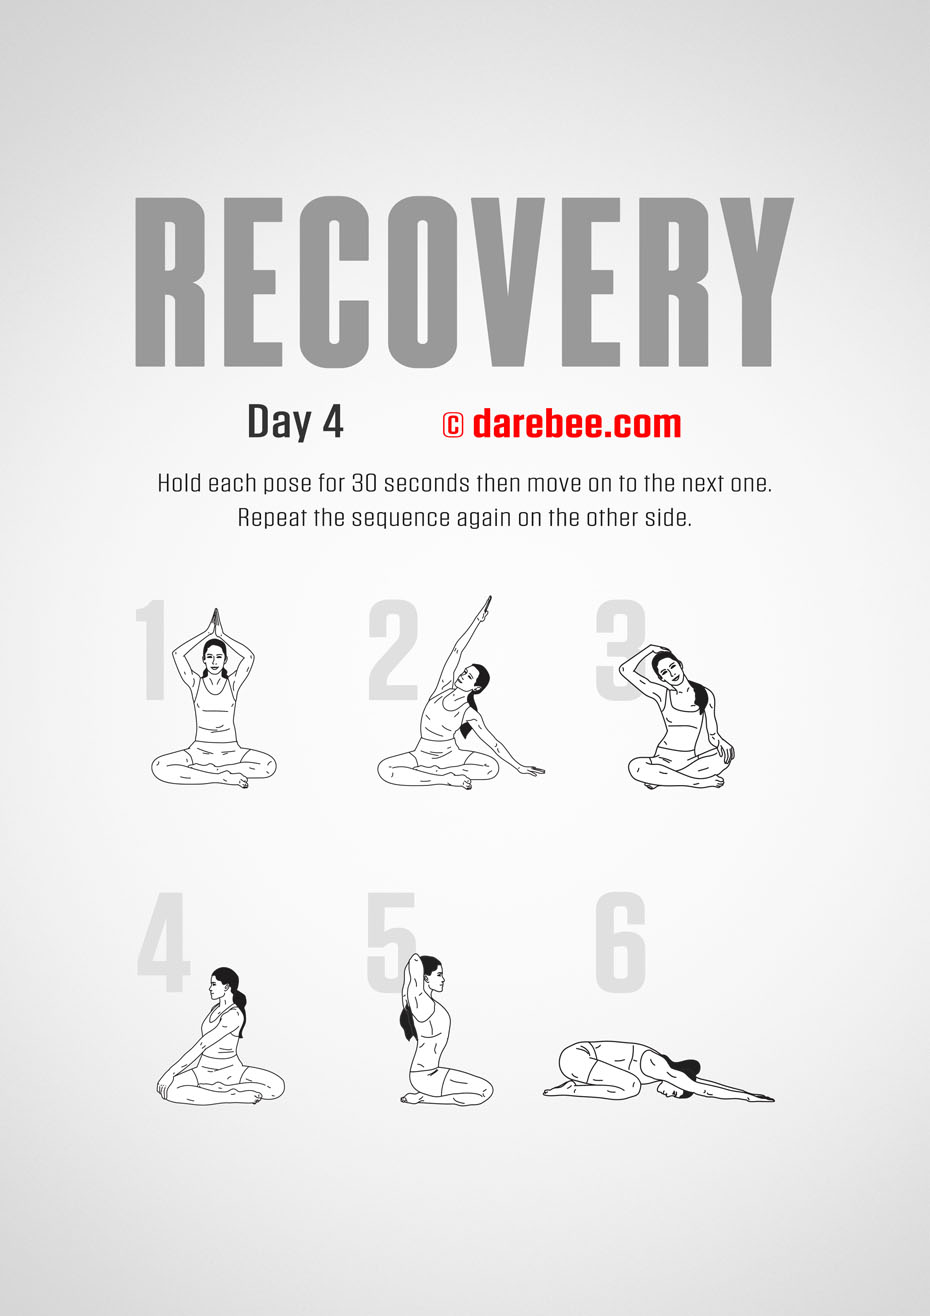 RECOVERY
Day 4 © darebee.com
Hold each pose for 30 seconds then move on to the next one.
Repeat the sequence again on the other side.
1 2 3
4 5 6